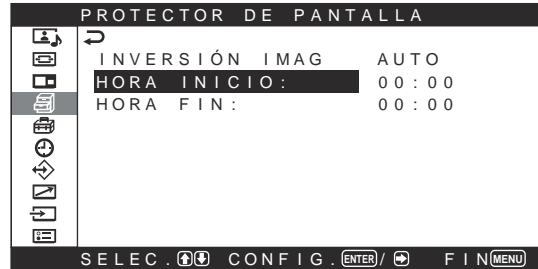 PROTECTOR DE PANTALLA
INVERSIÓN IMAG AUTO
HORA INICIO: 00:00
HORA FIN: 00:00
SELEC. CONFIG. ENTER / FIN MENU